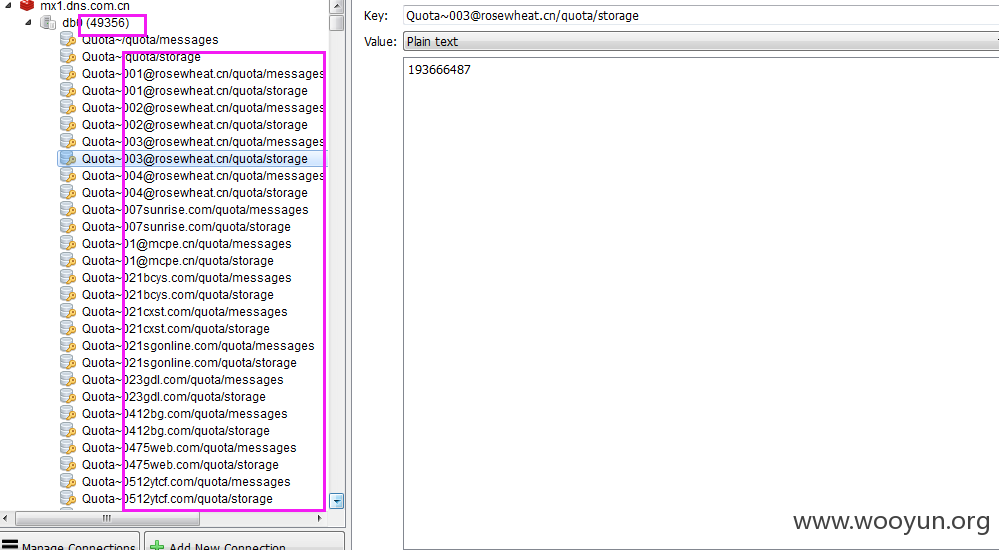 mx1.dns.com.cn
db0 (49356)
Quota~/quota/messages
Quota~/quota/storage
Quota~001@rosewheat.cn/quota/messages
Quota~001@rosewheat.cn/quota/storage
Quota~002@rosewheat.cn/quota/messages
Quota~002@rosewheat.cn/quota/storage
Quota~003@rosewheat.cn/quota/messages
Quota~003@rosewheat.cn/quota/storage
Quota~004@rosewheat.cn/quota/messages
Quota~004@rosewheat.cn/quota/storage
Quota~007sunrise.com/quota/messages
Quota~007sunrise.com/quota/storage
Quota~01@mcpe.cn/quota/messages
Quota~01@mcpe.cn/quota/storage
Quota~021bcys.com/quota/messages
Quota~021bcys.com/quota/storage
Quota~021cxst.com/quota/messages
Quota~021cxst.com/quota/storage
Quota~021sgonline.com/quota/messages
Quota~021sgonline.com/quota/storage
Quota~023gdl.com/quota/messages
Quota~023gdl.com/quota/storage
Quota~0412bg.com/quota/messages
Quota~0412bg.com/quota/storage
Quota~0475web.com/quota/messages
Quota~0475web.com/quota/storage
Quota~0512ytcf.com/quota/messages
Quota~0512ytcf.com/quota/storage
Manage Connections
Add New Connection
Key: Quota~003@rosewheat.cn/quota/storage
Value: Plain text
193666487
www.wooyun.org